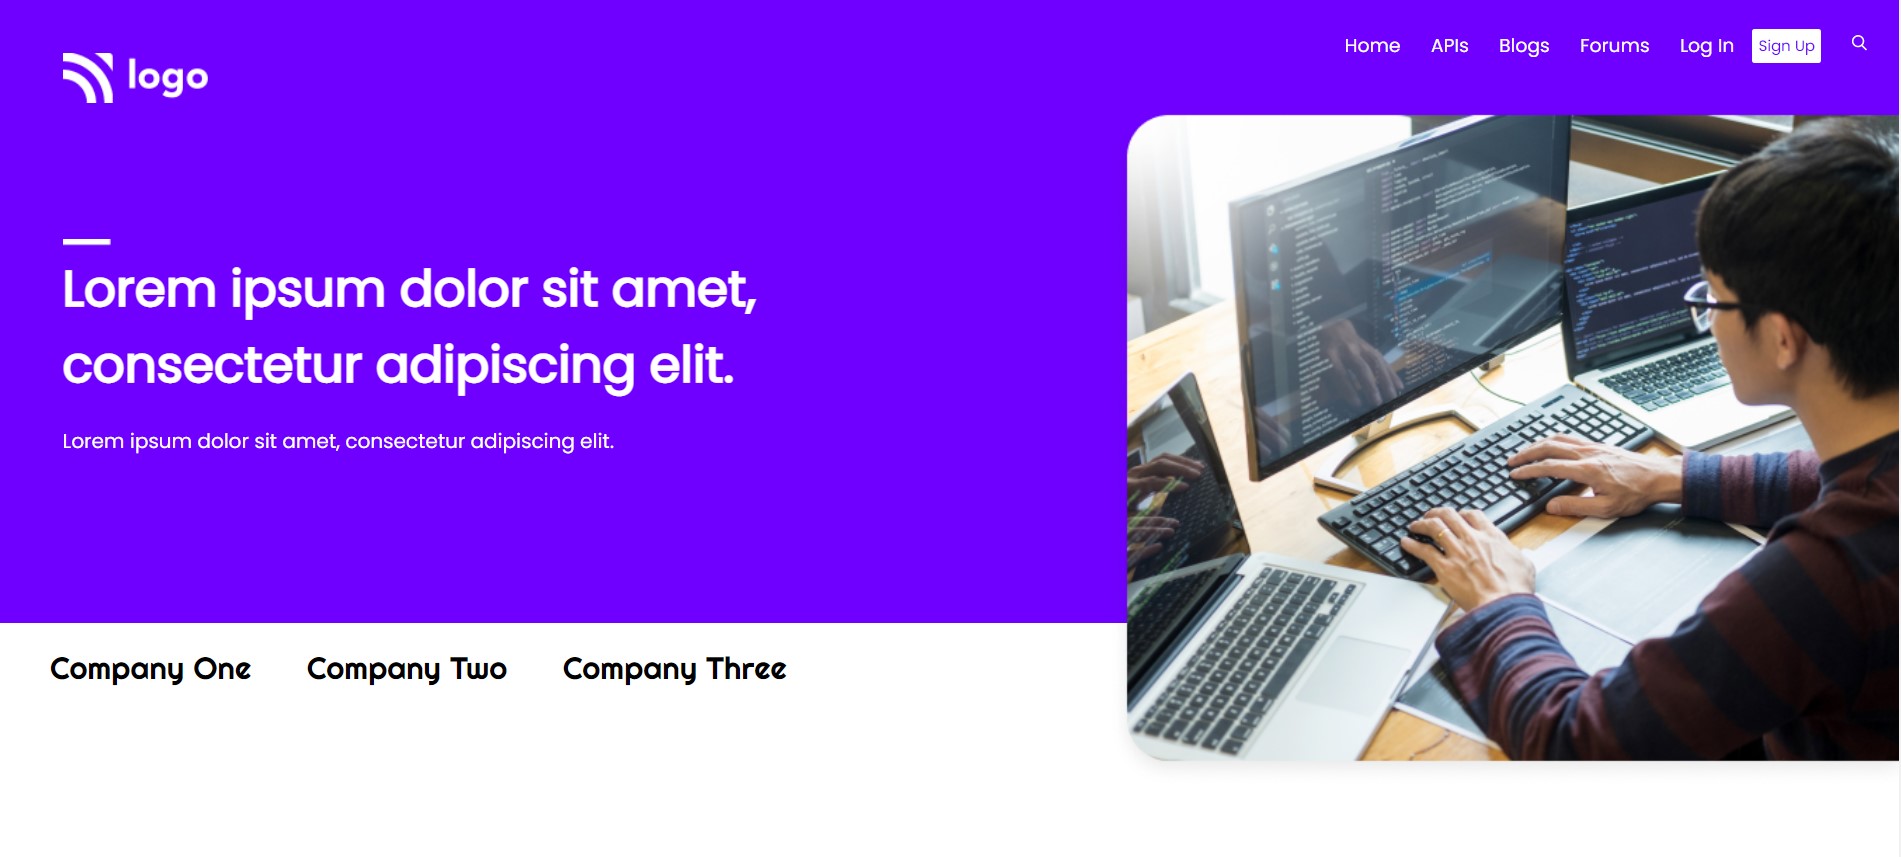 logo
Home APIs Blogs Forums Log In Sign Up
Lorem ipsum dolor sit amet,
consectetur adipiscing elit.
Lorem ipsum dolor sit amet, consectetur adipiscing elit.
Company One Company Two Company Three